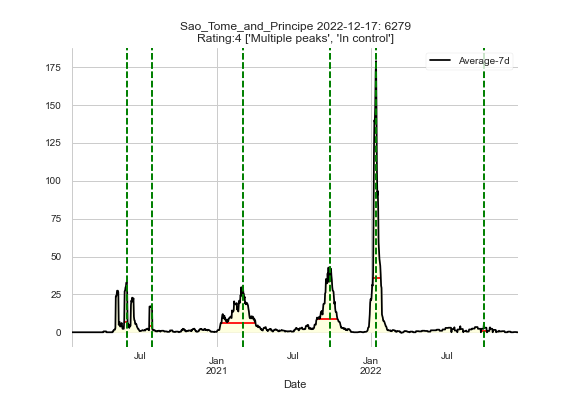 Sao_Tome_and_Principe 2022-12-17: 6279
Rating:4 ['Multiple peaks', 'In control']
Average-7d
175
150
125
100
75
50
25
0
Jul
Jan
2021
Jul
Jan
2022
Jul
Date